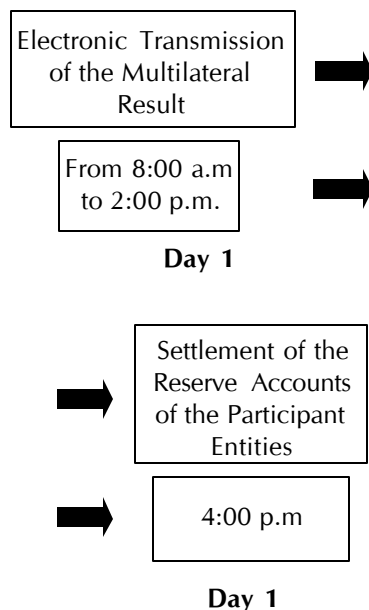 Electronic Transmission
of the Multilateral
Result
From 8:00 a.m
to 2:00 p.m.
Day 1
Settlement of the
Reserve Accounts
of the Participant
Entities
4:00 p.m
Day 1